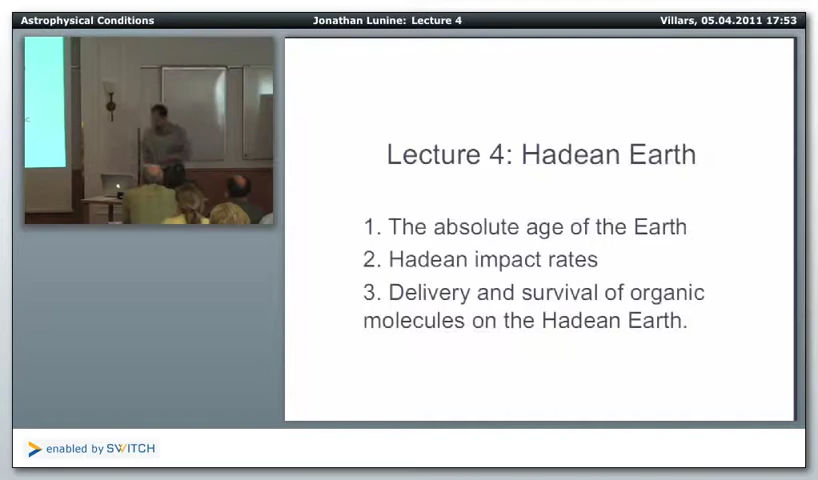 Astrophysical Conditions
Jonathan Lunine: Lecture 4
Villars, 05.04.2011 17:53
Lecture 4: Hadean Earth
1. The absolute age of the Earth
2. Hadean impact rates
3. Delivery and survival of organic
molecules on the Hadean Earth.
enabled by SWITCH